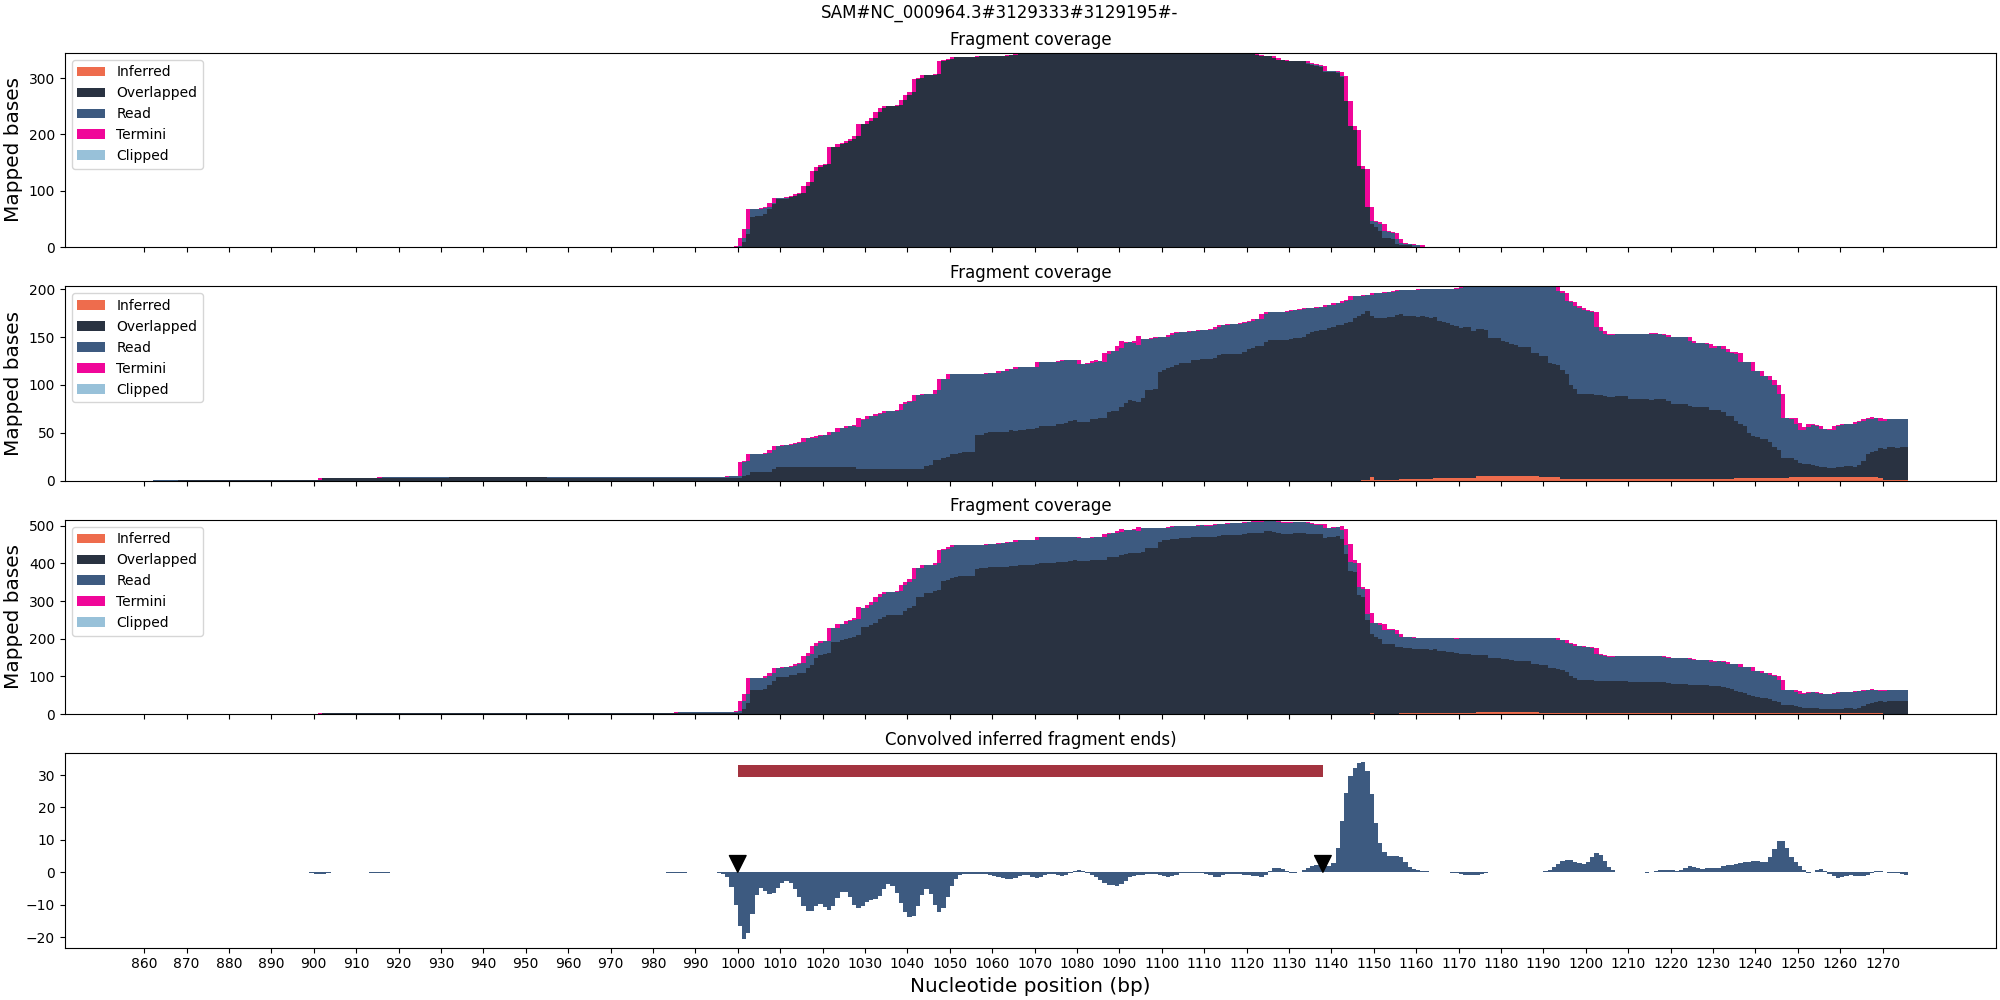 SAM#NC_000964.3#3129333#3129195#-
Fragment coverage
Mapped bases
300
200
100
0
Inferred
Overlapped
Read
Termini
Clipped
Fragment coverage
Mapped bases
200
150
100
50
0
Inferred
Overlapped
Read
Termini
Clipped
Fragment coverage
Mapped bases
500
400
300
200
100
0
Inferred
Overlapped
Read
Termini
Clipped
Convolved inferred fragment ends)
30
20
10
0
−10
−20
860 870 880 890 900 910 920 930 940 950 960 970 980 990 1000 1010 1020 1030 1040 1050 1060 1070 1080 1090 1100 1110 1120 1130 1140 1150 1160 1170 1180 1190 1200 1210 1220 1230 1240 1250 1260 1270
Nucleotide position (bp)